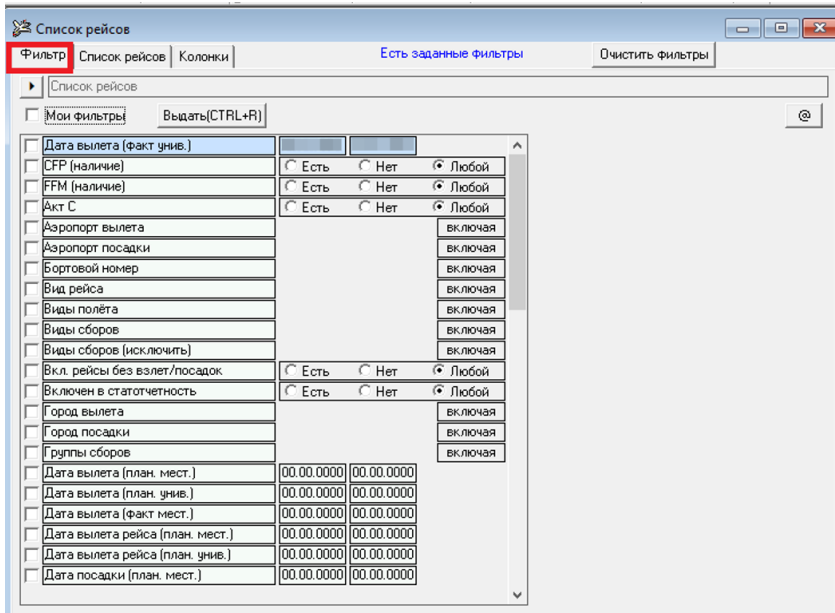 Список рейсов
Фильтр Список рейсов Колонки Есть заданные фильтры Очистить фильтры
Список рейсов
Мои фильтры Выдать(CTRL+R) @
Дата вылета (факт унив.)
CFP (наличие) Есть Нет Любой
FFM (наличие) Есть Нет Любой
Акт С Есть Нет Любой
Аэропорт вылета включая
Аэропорт посадки включая
Бортовой номер включая
Вид рейса включая
Виды полёта включая
Виды сборов включая
Виды сборов (исключить) включая
Вкл. рейсы без взлет/посадок Есть Нет Любой
Включен в статотчетность Есть Нет Любой
Город вылета включая
Город посадки включая
Группы сборов включая
Дата вылета (план. мест.) 00.00.0000 00.00.0000
Дата вылета (план. унив.) 00.00.0000 00.00.0000
Дата вылета (факт мест.) 00.00.0000 00.00.0000
Дата вылета рейса (план. мест.) 00.00.0000 00.00.0000
Дата вылета рейса (план. унив.) 00.00.0000 00.00.0000
Дата посадки (план. мест.) 00.00.0000 00.00.0000